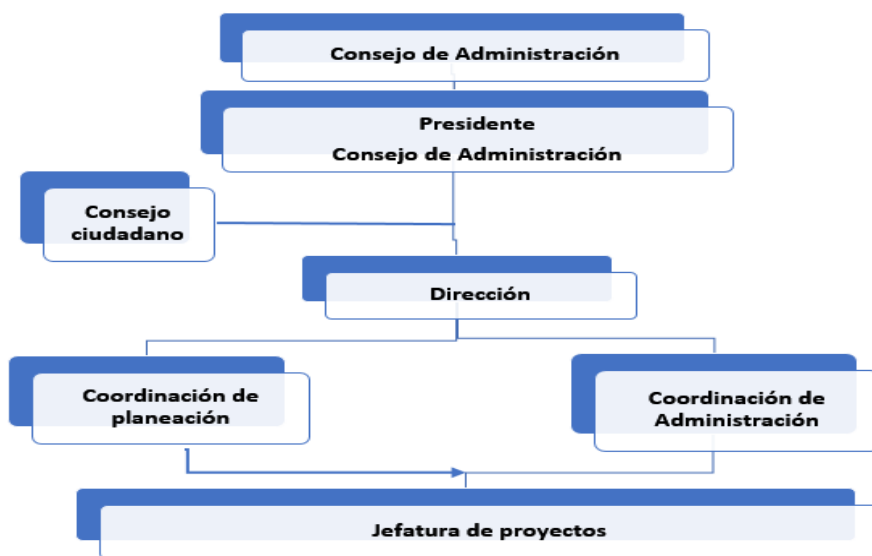 Consejo de Administración
Presidente
Consejo de Administración
Consejo
ciudadano
Dirección
Coordinación de
planeación
Coordinación de
Administración
Jefatura de proyectos